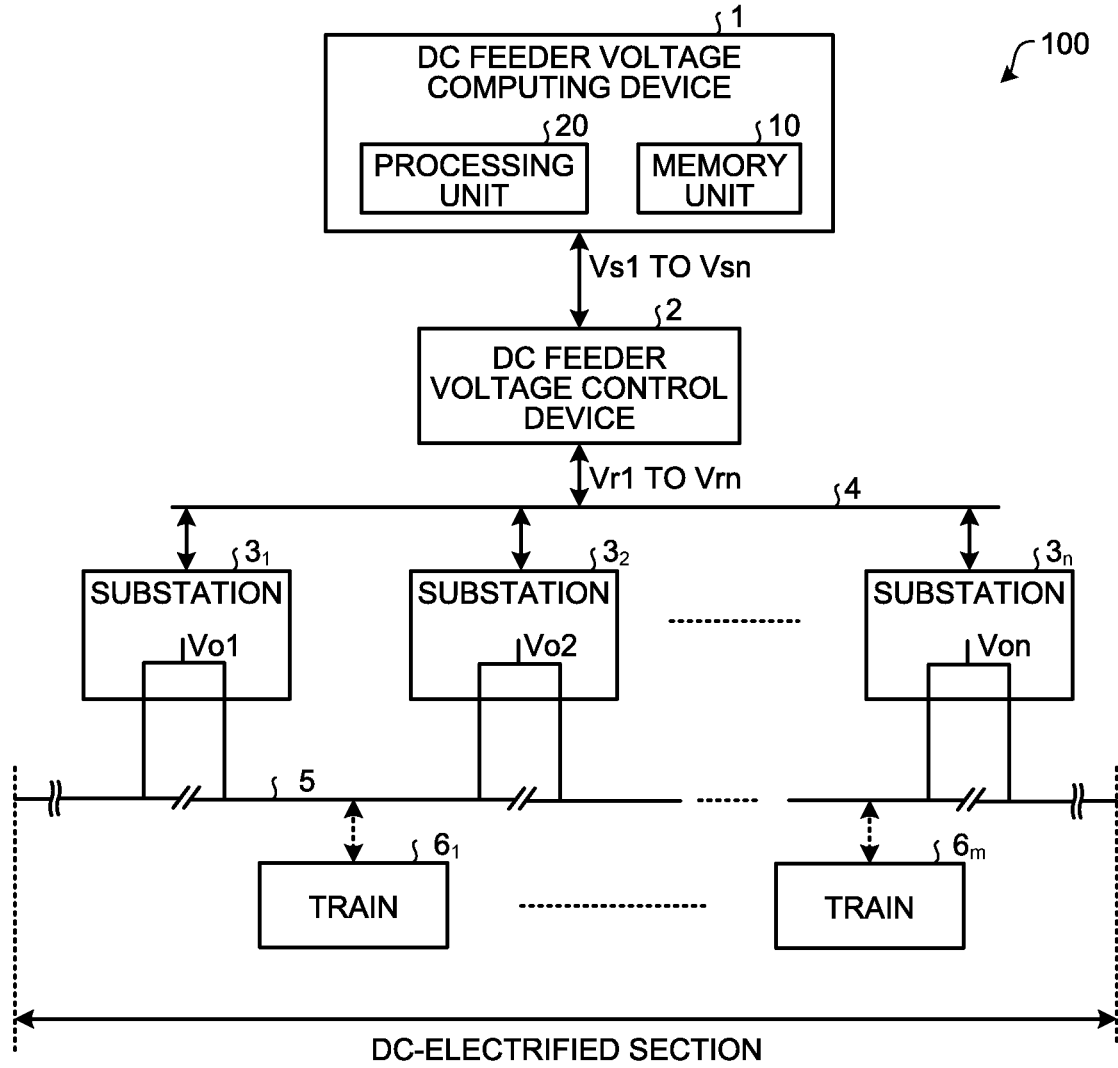 1
100
DC FEEDER VOLTAGE
COMPUTING DEVICE
20
10
PROCESSING
UNIT
MEMORY
UNIT
Vs1 TO Vsn
2
DC FEEDER
VOLTAGE CONTROL
DEVICE
Vr1 TO Vrn
4
3₁
3₂
3ₙ
SUBSTATION
SUBSTATION
SUBSTATION
Vo1
Vo2
Von
5
6₁
6ₘ
TRAIN
TRAIN
DC-ELECTRIFIED SECTION